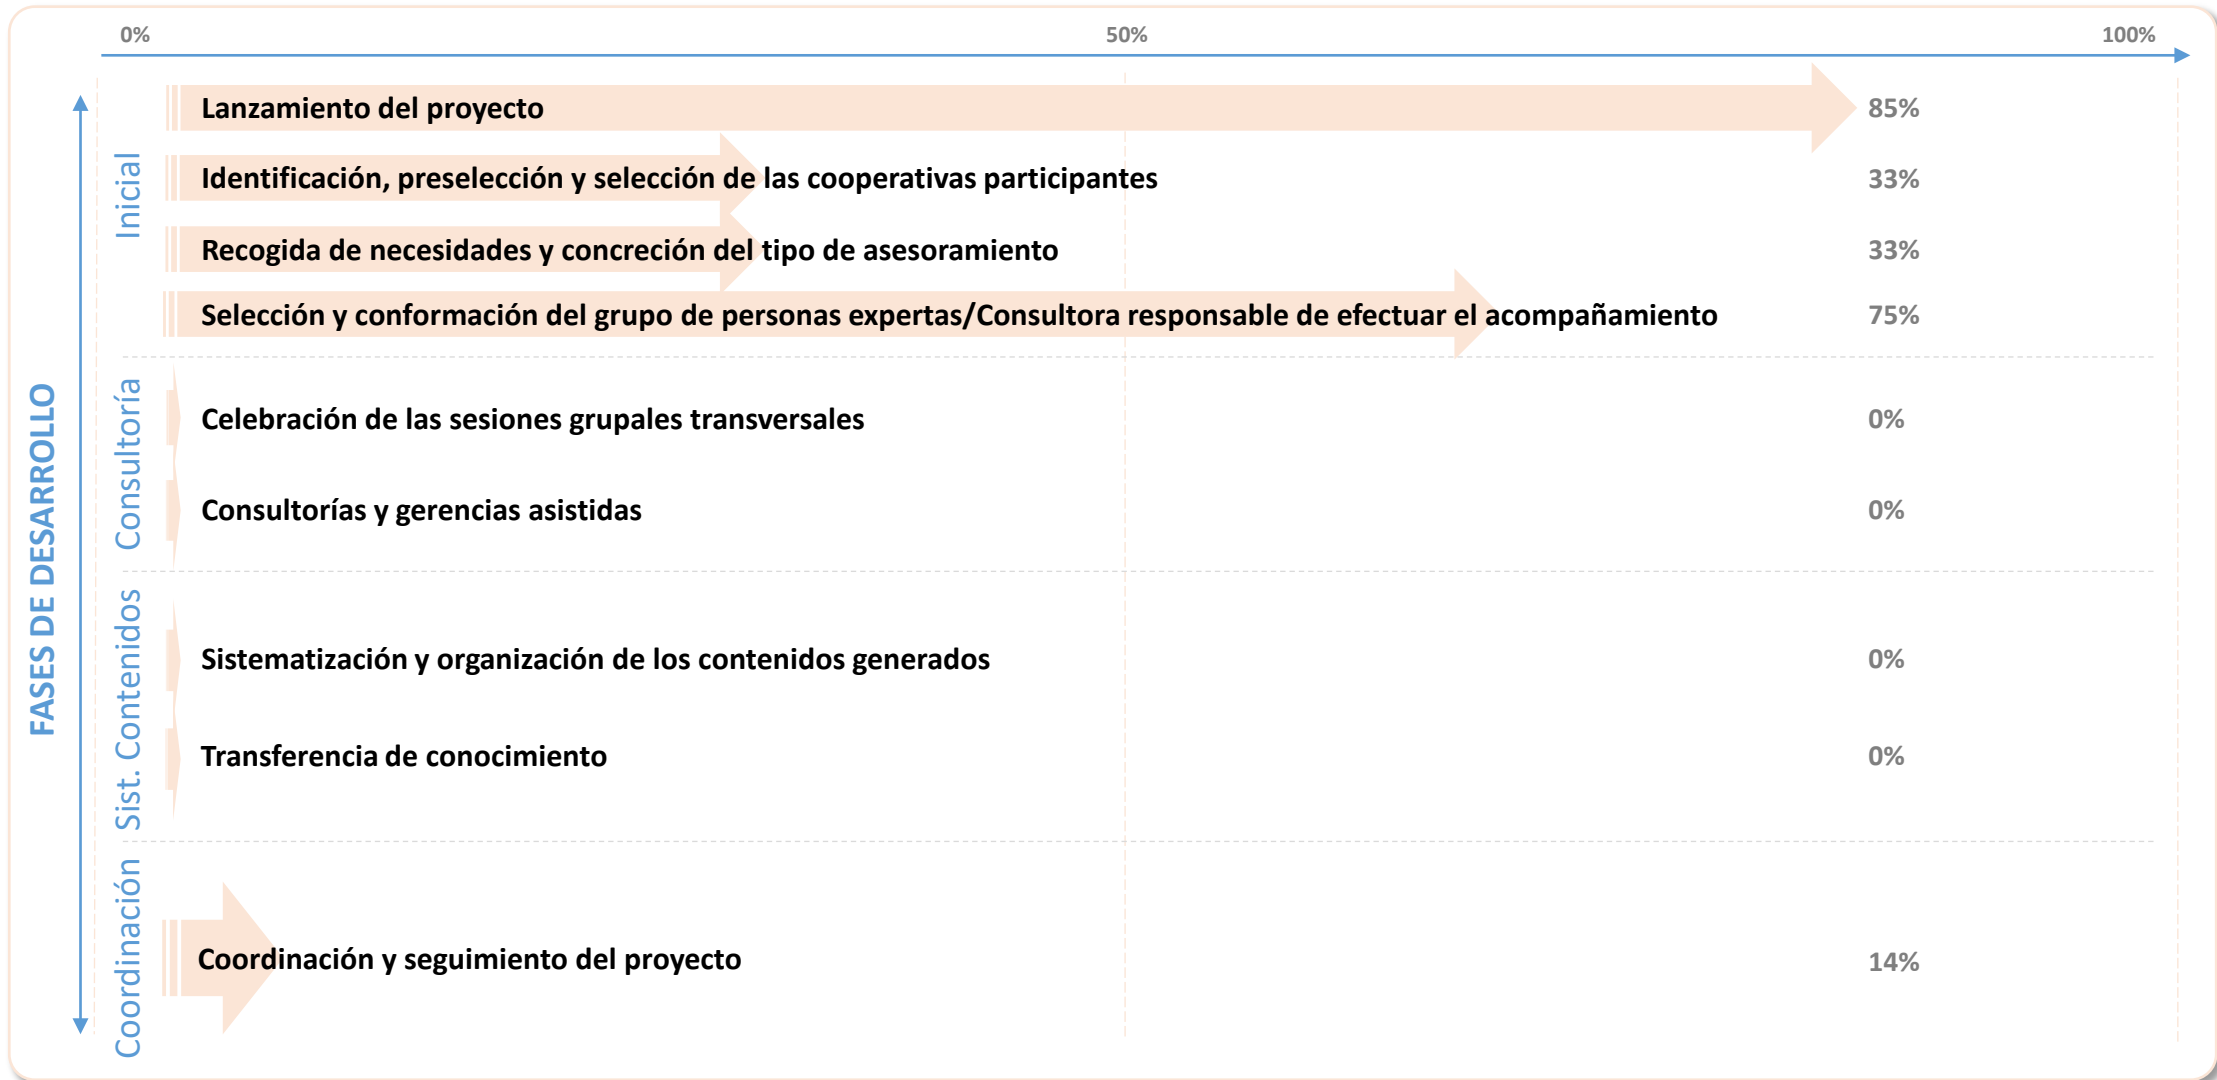 0%
50%
100%
FASES DE DESARROLLO
Inicial
Lanzamiento del proyecto
85%
Identificación, preselección y selección de las cooperativas participantes
33%
Recogida de necesidades y concreción del tipo de asesoramiento
33%
Selección y conformación del grupo de personas expertas/Consultora responsable de efectuar el acompañamiento
75%
Consultoría
Celebración de las sesiones grupales transversales
0%
Consultorías y gerencias asistidas
0%
Sist. Contenidos
Sistematización y organización de los contenidos generados
0%
Transferencia de conocimiento
0%
Coordinación
Coordinación y seguimiento del proyecto
14%